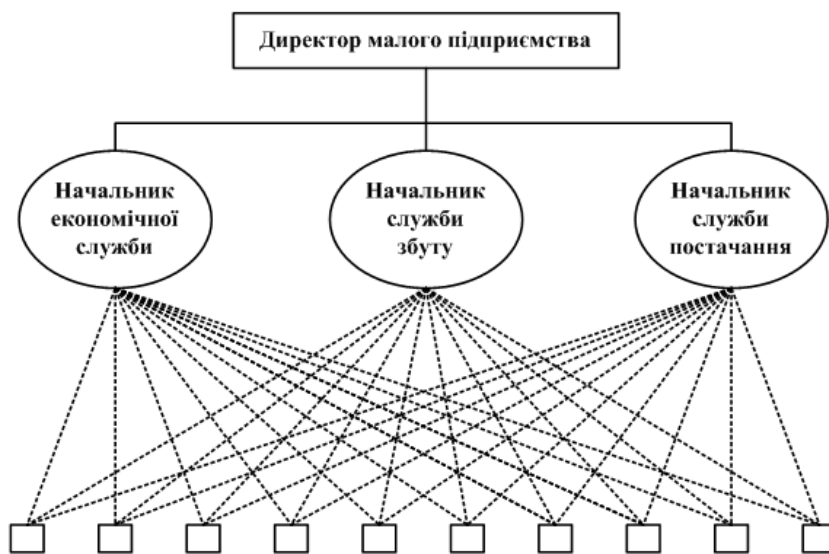 Директор малого підприємства
Начальник
економічної
служби
Начальник
служби
збуту
Начальник
служби
постачання